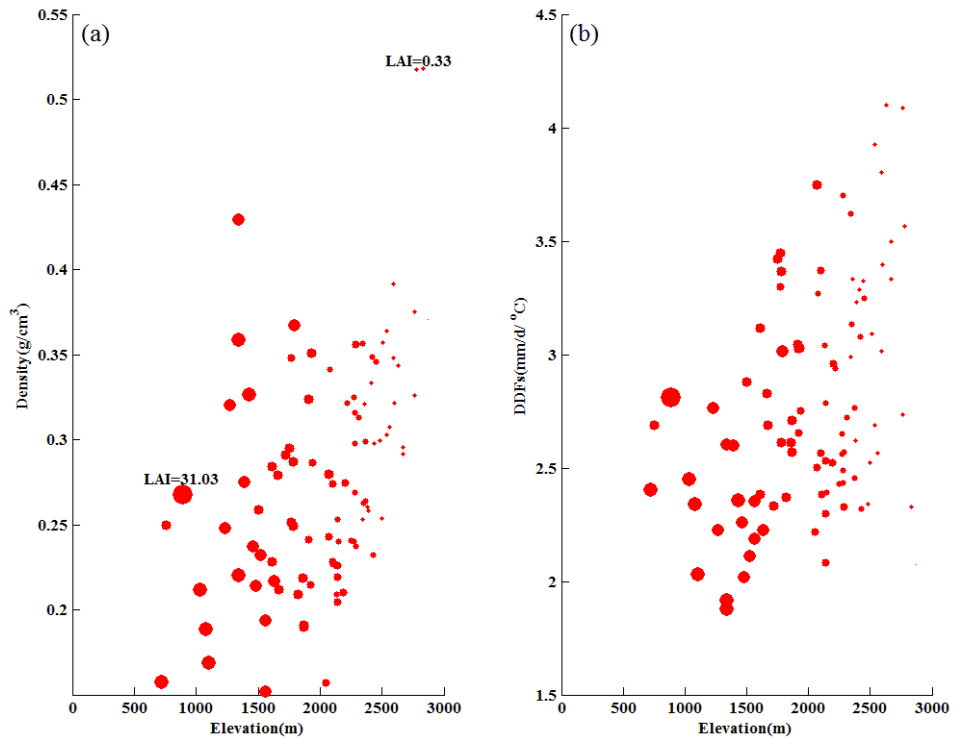 (a)
0.55
0.5
0.45
0.4
0.35
0.3
0.25
0.2
Density(g/cm³)
LAI=0.33
LAI=31.03
0 500 1000 1500 2000 2500 3000
Elevation(m)
(b)
4.5
4
3.5
3
2.5
2
1.5
DDFs(mm/d/ °C)
0 500 1000 1500 2000 2500 3000
Elevation(m)